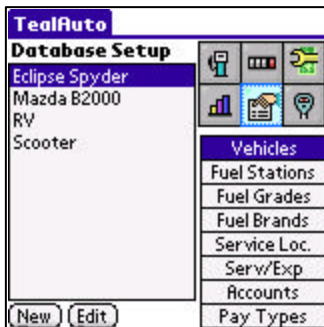 TealAuto
Database Setup
Eclipse Spyder
Mazda B2000
RV
Scooter
Vehicles
Fuel Stations
Fuel Grades
Fuel Brands
Service Loc.
Serv/Exp
Accounts
Pay Types
New Edit